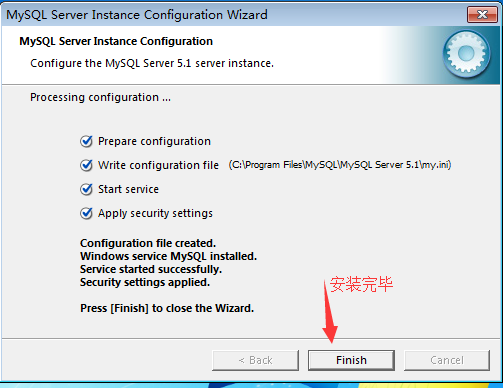 MySQL Server Instance Configuration Wizard
MySQL Server Instance Configuration
Configure the MySQL Server 5.1 server instance.
Processing configuration ...
Prepare configuration
Write configuration file (C:\Program Files\MySQL\MySQL Server 5.1\my.ini)
Start service
Apply security settings
Configuration file created.
Windows service MySQL installed.
Service started successfully.
Security settings applied.
安装完毕
Press [Finish] to close the Wizard.
< Back Finish Cancel